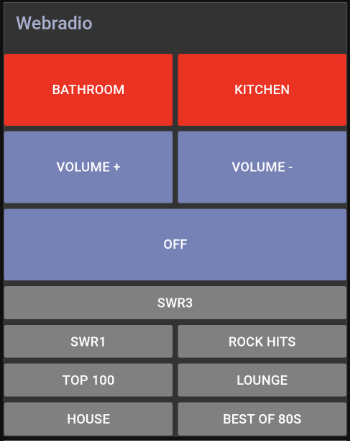 Webradio
BATHROOM KITCHEN
VOLUME + VOLUME -
OFF
SWR3
SWR1 ROCK HITS
TOP 100 LOUNGE
HOUSE BEST OF 80S